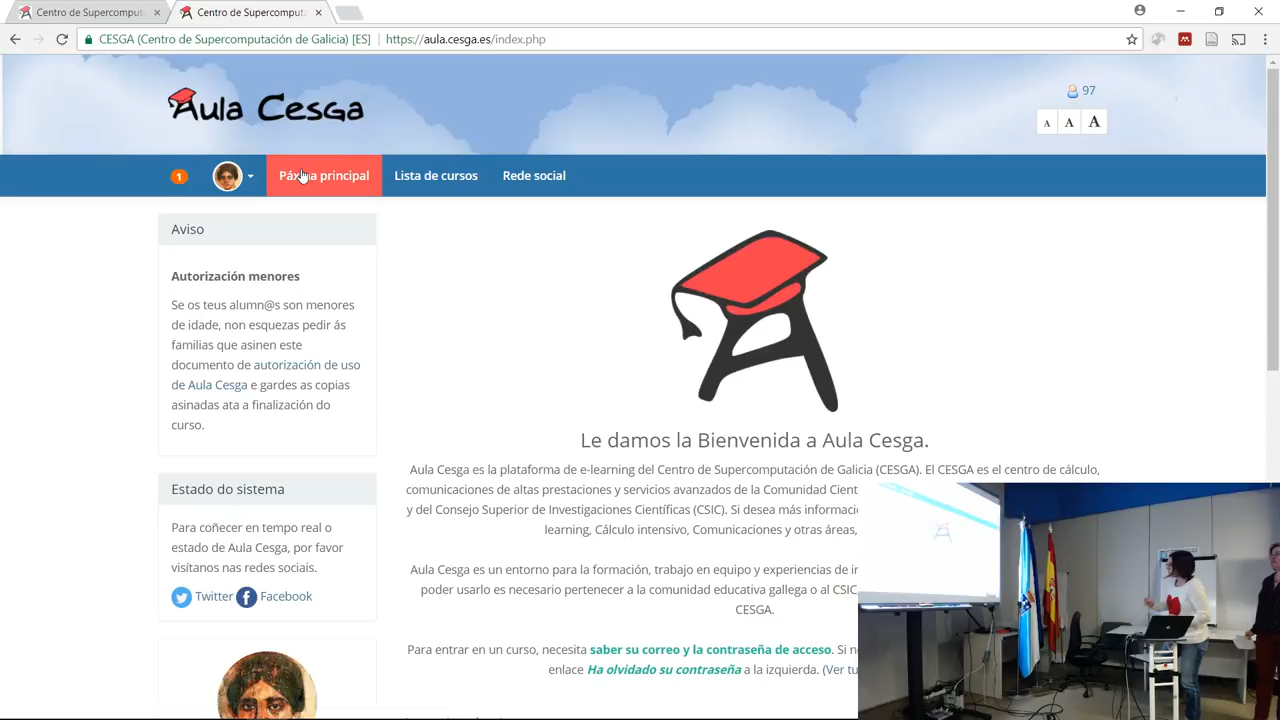 Centro de Supercomputa
Centro de Supercomputa
CESGA (Centro de Supercomputación de Galicia) [ES]
https://aula.cesga.es/index.php
Aula Cesga
97
A A A
1
Páxina principal
Lista de cursos
Rede social
Aviso
Autorización menores
Se os teus alumn@s son menores
de idade, non esquezas pedir ás
familias que asinen este
documento de autorización de uso
de Aula Cesga e gardes as copias
asinadas ata a finalización do
curso.
Estado do sistema
Para coñecer en tempo real o
estado de Aula Cesga, por favor
visítanos nas redes sociais.
Twitter Facebook
Le damos la Bienvenida a Aula Cesga.
Aula Cesga es la plataforma de e-learning del Centro de Supercomputación de Galicia (CESGA). El CESGA es el centro de cálculo,
comunicaciones de altas prestaciones y servicios avanzados de la Comunidad Cient
y del Consejo Superior de Investigaciones Científicas (CSIC). Si desea más informació
learning, Cálculo intensivo, Comunicaciones y otras áreas,
Aula Cesga es un entorno para la formación, trabajo en equipo y experiencias de in
poder usarlo es necesario pertenecer a la comunidad educativa gallega o al CSIC
CESGA.
Para entrar en un curso, necesita saber su correo y la contraseña de acceso. Si n
enlace Ha olvidado su contraseña a la izquierda. (Ver tu